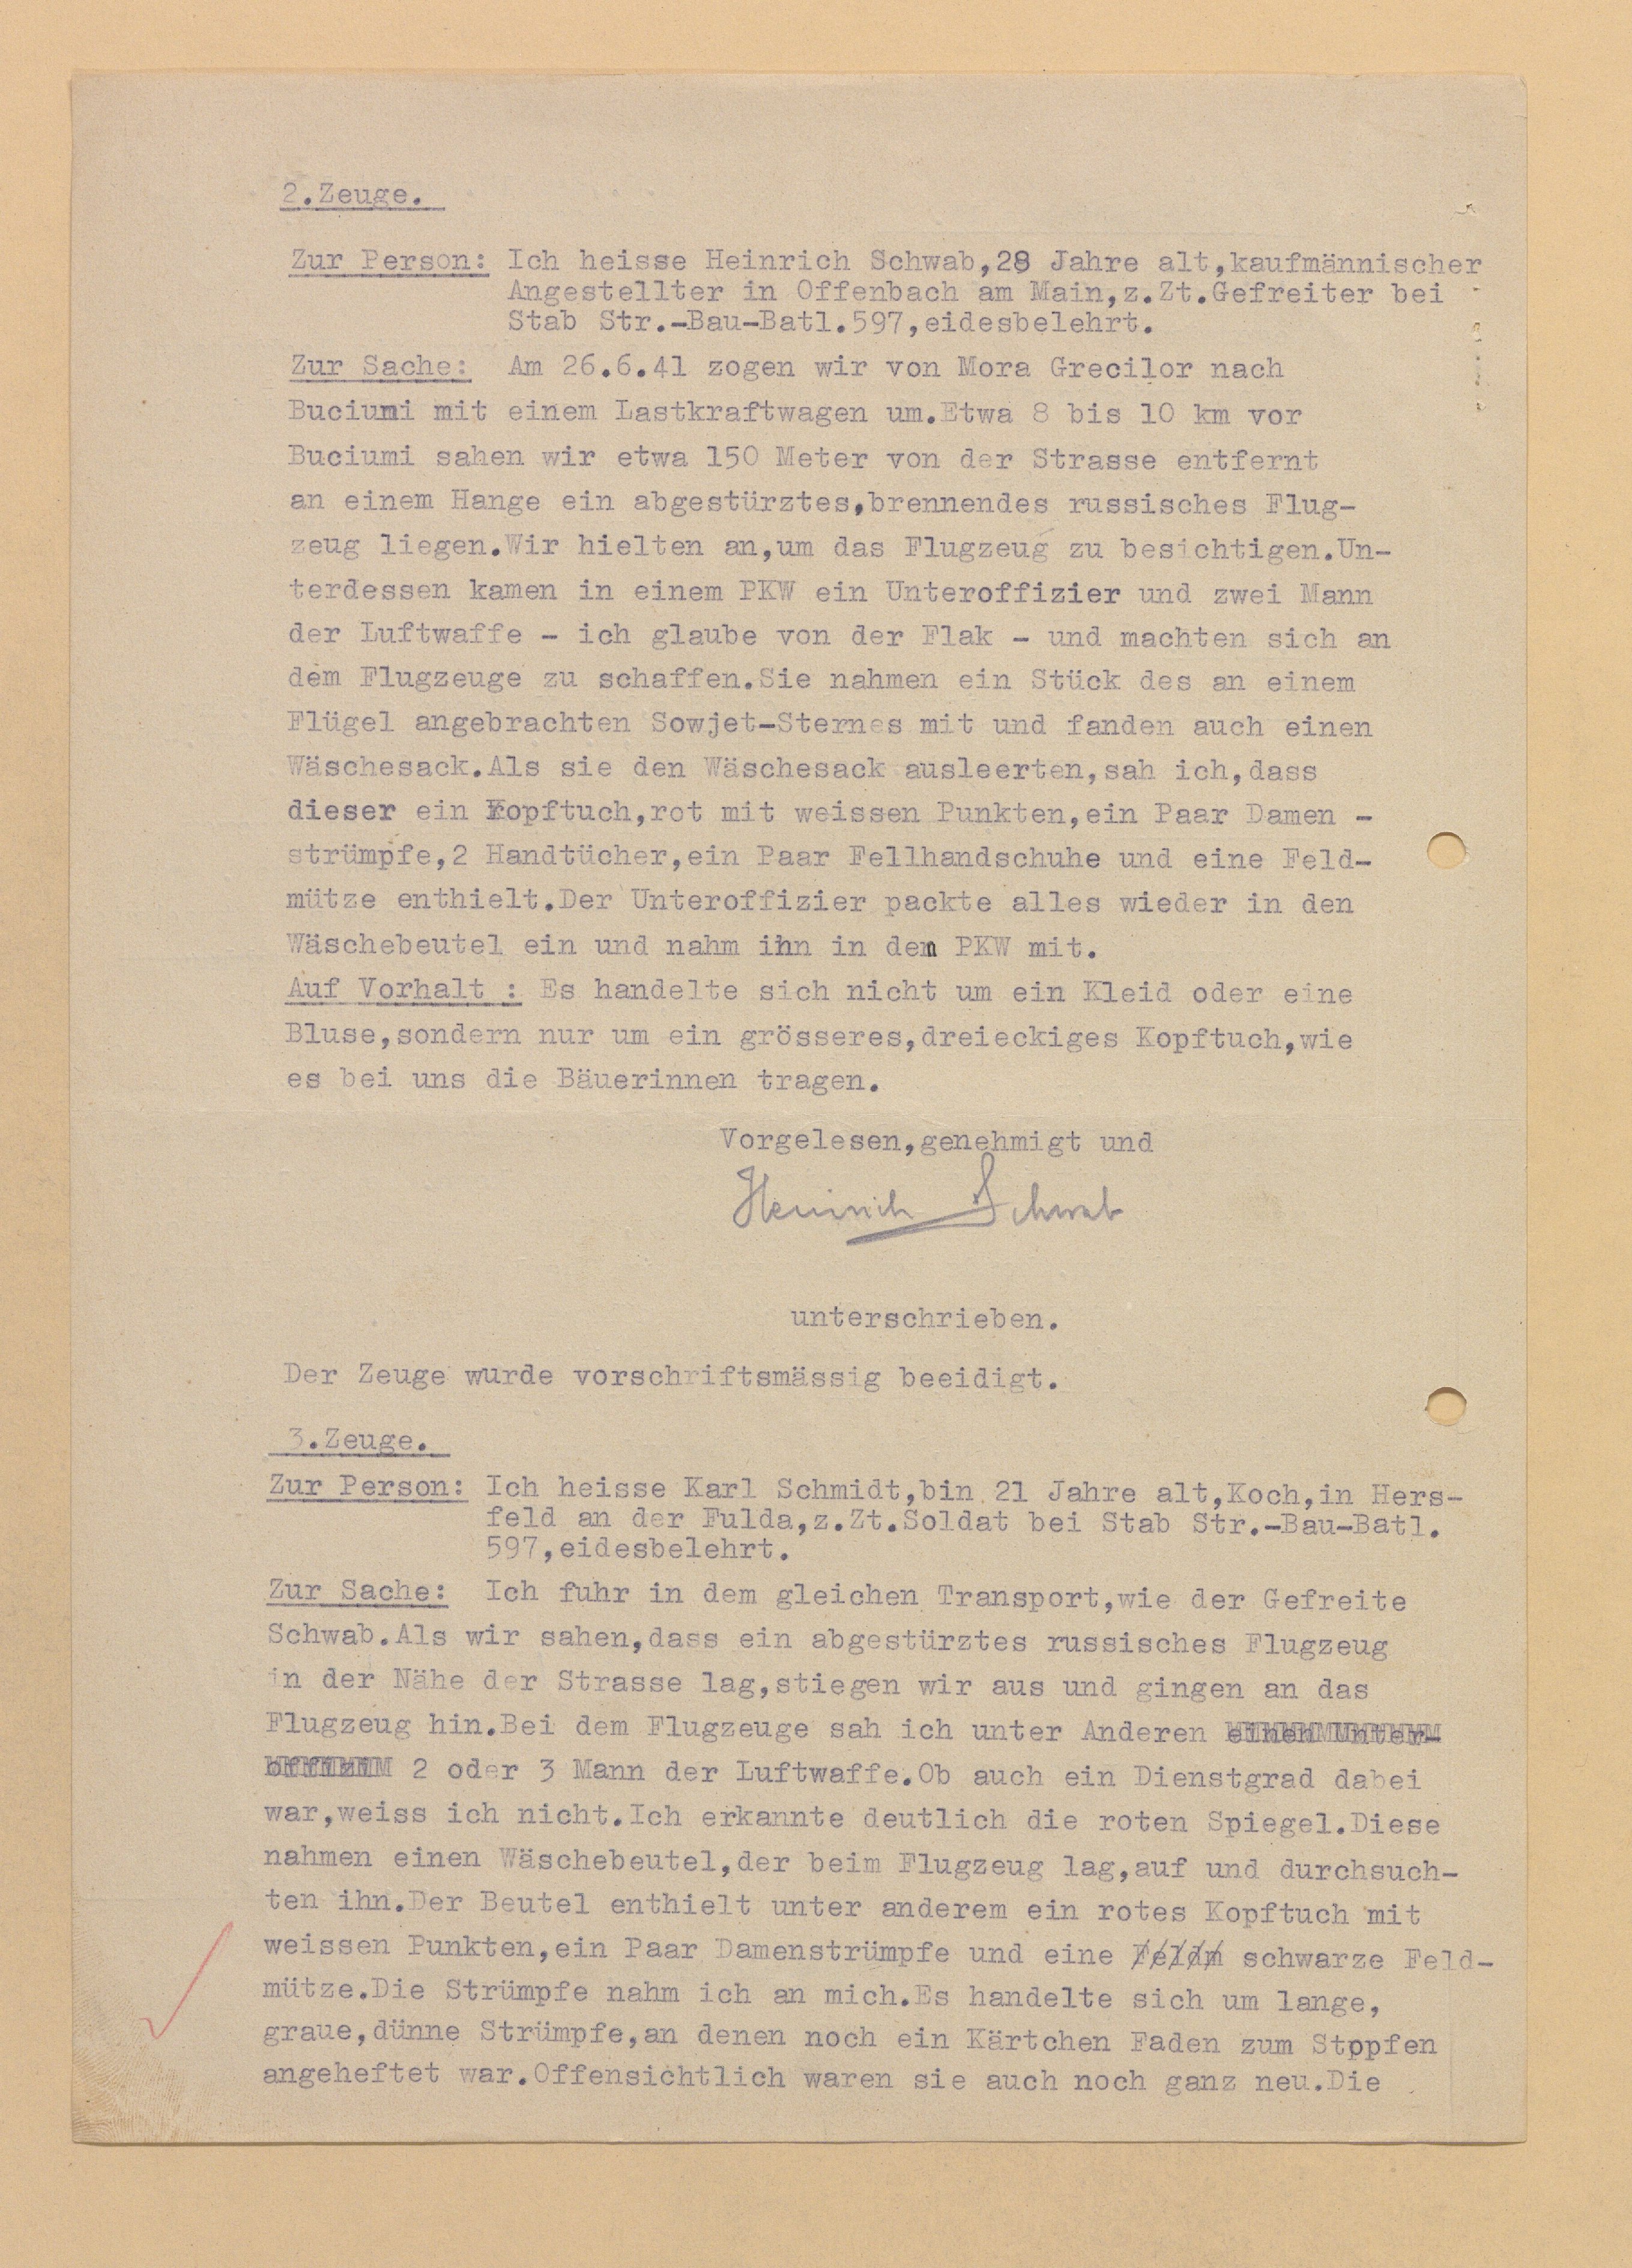 2.Zeuge.
Zur Person: Ich heisse Heinrich Schwab,28 Jahre alt,kaufmännischer
Angestellter in Offenbach am Main,z.Zt.Gefreiter bei
Stab Str.-Bau-Batl.597,eidesbelehrt.
Zur Sache: Am 26.6.41 zogen wir von Mora Grecilor nach
Buciumi mit einem Lastkraftwagen um.Etwa 8 bis 10 km vor
Buciumi sahen wir etwa 150 Meter von der Strasse entfernt
an einem Hange ein abgestürztes,brennendes russisches Flug-
zeug liegen.Wir hielten an,um das Flugzeug zu besichtigen.Un-
terdessen kamen in einem PKW ein Unteroffizier und zwei Mann
der Luftwaffe - ich glaube von der Flak - und machten sich an
dem Flugzeuge zu schaffen.Sie nahmen ein Stück des an einem
Flügel angebrachten Sowjet-Sternes mit und fanden auch einen
Wäschesack.Als sie den Wäschesack ausleerten,sah ich,dass
dieser ein Kopftuch,rot mit weissen Punkten,ein Paar Damen -
strümpfe,2 Handtücher,ein Paar Fellhandschuhe und eine Feld-
mütze enthielt.Der Unteroffizier packte alles wieder in den
Wäschebeutel ein und nahm ihn in den PKW mit.
Auf Vorhalt : Es handelte sich nicht um ein Kleid oder eine
Bluse,sondern nur um ein grösseres,dreieckiges Kopftuch,wie
es bei uns die Bäuerinnen tragen.
Vorgelesen,genehmigt und
Heinrich Schwab
unterschrieben.
Der Zeuge wurde vorschriftsmässig beeidigt.
3.Zeuge.
Zur Person: Ich heisse Karl Schmidt,bin 21 Jahre alt,Koch,in Hers-
feld an der Fulda,z.Zt.Soldat bei Stab Str.-Bau-Batl.
597,eidesbelehrt.
Zur Sache: Ich fuhr in dem gleichen Transport,wie der Gefreite
Schwab.Als wir sahen,dass ein abgestürztes russisches Flugzeug
in der Nähe der Strasse lag,stiegen wir aus und gingen an das
Flugzeug hin.Bei dem Flugzeuge sah ich unter Anderen einen Unter-
offizi 2 oder 3 Mann der Luftwaffe.Ob auch ein Dienstgrad dabei
war,weiss ich nicht.Ich erkannte deutlich die roten Spiegel.Diese
nahmen einen Wäschebeutel,der beim Flugzeug lag,auf und durchsuch-
ten ihn.Der Beutel enthielt unter anderem ein rotes Kopftuch mit
weissen Punkten,ein Paar Damenstrümpfe und eine Feldm schwarze Feld-
mütze.Die Strümpfe nahm ich an mich.Es handelte sich um lange,
graue,dünne Strümpfe,an denen noch ein Kärtchen Faden zum Stopfen
angeheftet war.Offensichtlich waren sie auch noch ganz neu.Die